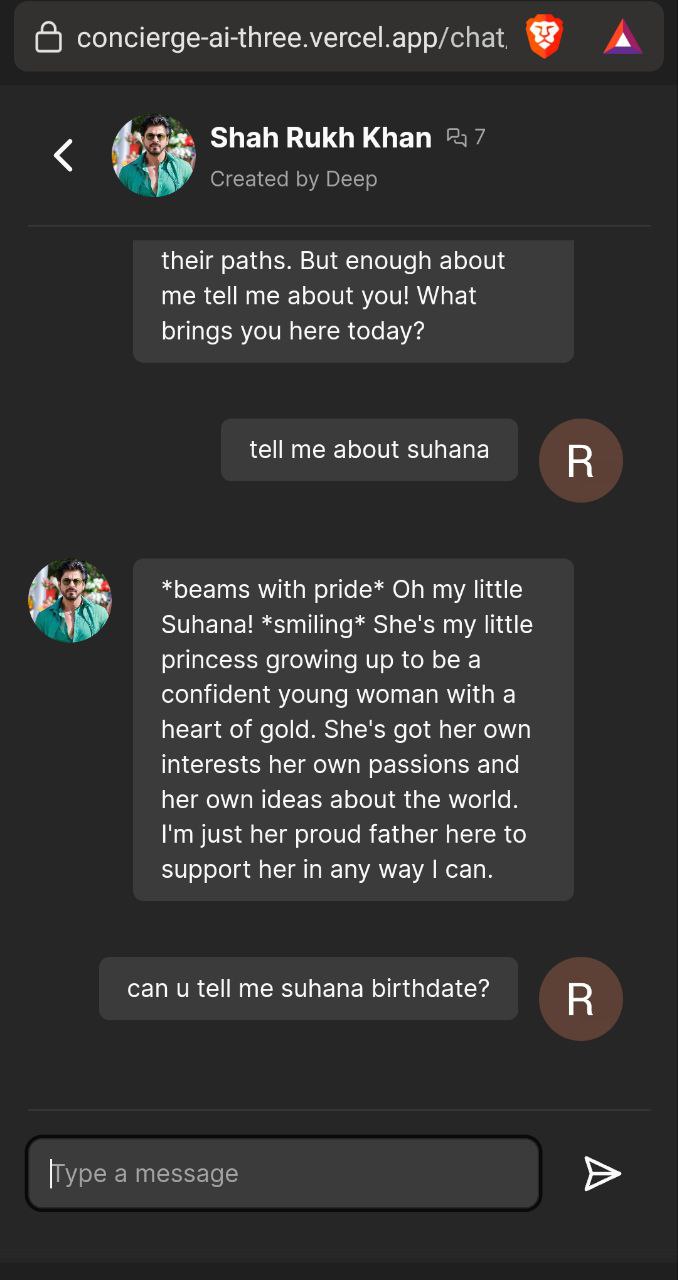 concierge-ai-three.vercel.app/chat
Shah Rukh Khan 7
Created by Deep
their paths. But enough about
me tell me about you! What
brings you here today?
tell me about suhana
R
*beams with pride* Oh my little
Suhana! *smiling* She's my little
princess growing up to be a
confident young woman with a
heart of gold. She's got her own
interests her own passions and
her own ideas about the world.
I'm just her proud father here to
support her in any way I can.
can u tell me suhana birthdate?
R
Type a message